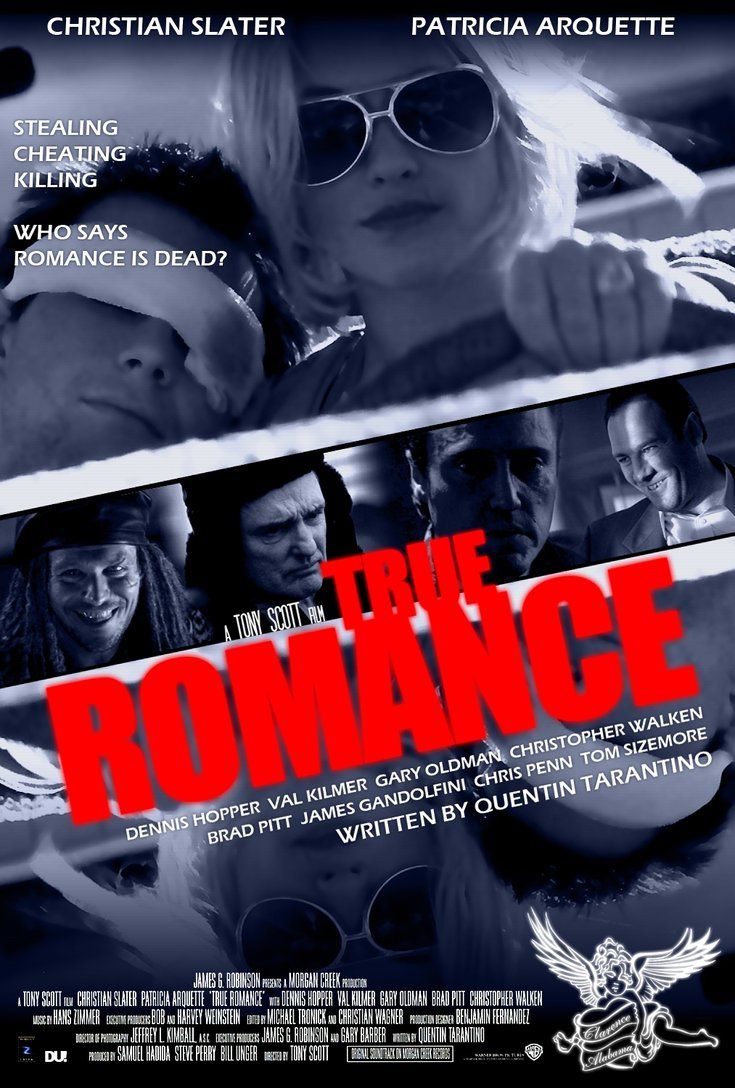 CHRISTIAN SLATER PATRICIA ARQUETTE
STEALING
CHEATING
KILLING
WHO SAYS
ROMANCE IS DEAD?
A TONY SCOTT FILM
TRUE
ROMANCE
DENNIS HOPPER VAL KILMER GARY OLDMAN CHRISTOPHER WALKEN
BRAD PITT JAMES GANDOLFINI CHRIS PENN TOM SIZEMORE
WRITTEN BY QUENTIN TARANTINO
JAMES G. ROBINSON PRESENTS A MORGAN CREEK PRODUCTION
A TONY SCOTT FILM CHRISTIAN SLATER PATRICIA ARQUETTE "TRUE ROMANCE" WITH DENNIS HOPPER VAL KILMER GARY OLDMAN BRAD PITT CHRISTOPHER WALKEN
MUSIC BY HANS ZIMMER EXECUTIVE PRODUCERS BOB AND HARVEY WEINSTEIN EDITED BY MICHAEL TRONICK AND CHRISTIAN WAGNER PRODUCTION DESIGNER BENJAMIN FERNANDEZ
DIRECTOR OF PHOTOGRAPHY JEFFREY L. KIMBALL, A.S.C. EXECUTIVE PRODUCERS JAMES G. ROBINSON AND GARY BARBER WRITTEN BY QUENTIN TARANTINO
PRODUCED BY SAMUEL HADIDA STEVE PERRY BILL UNGER DIRECTED BY TONY SCOTT
DU!
ORIGINAL SOUNDTRACK ON MORGAN CREEK RECORDS
WARNER BROS. PICTURES
Clarence
Alabama